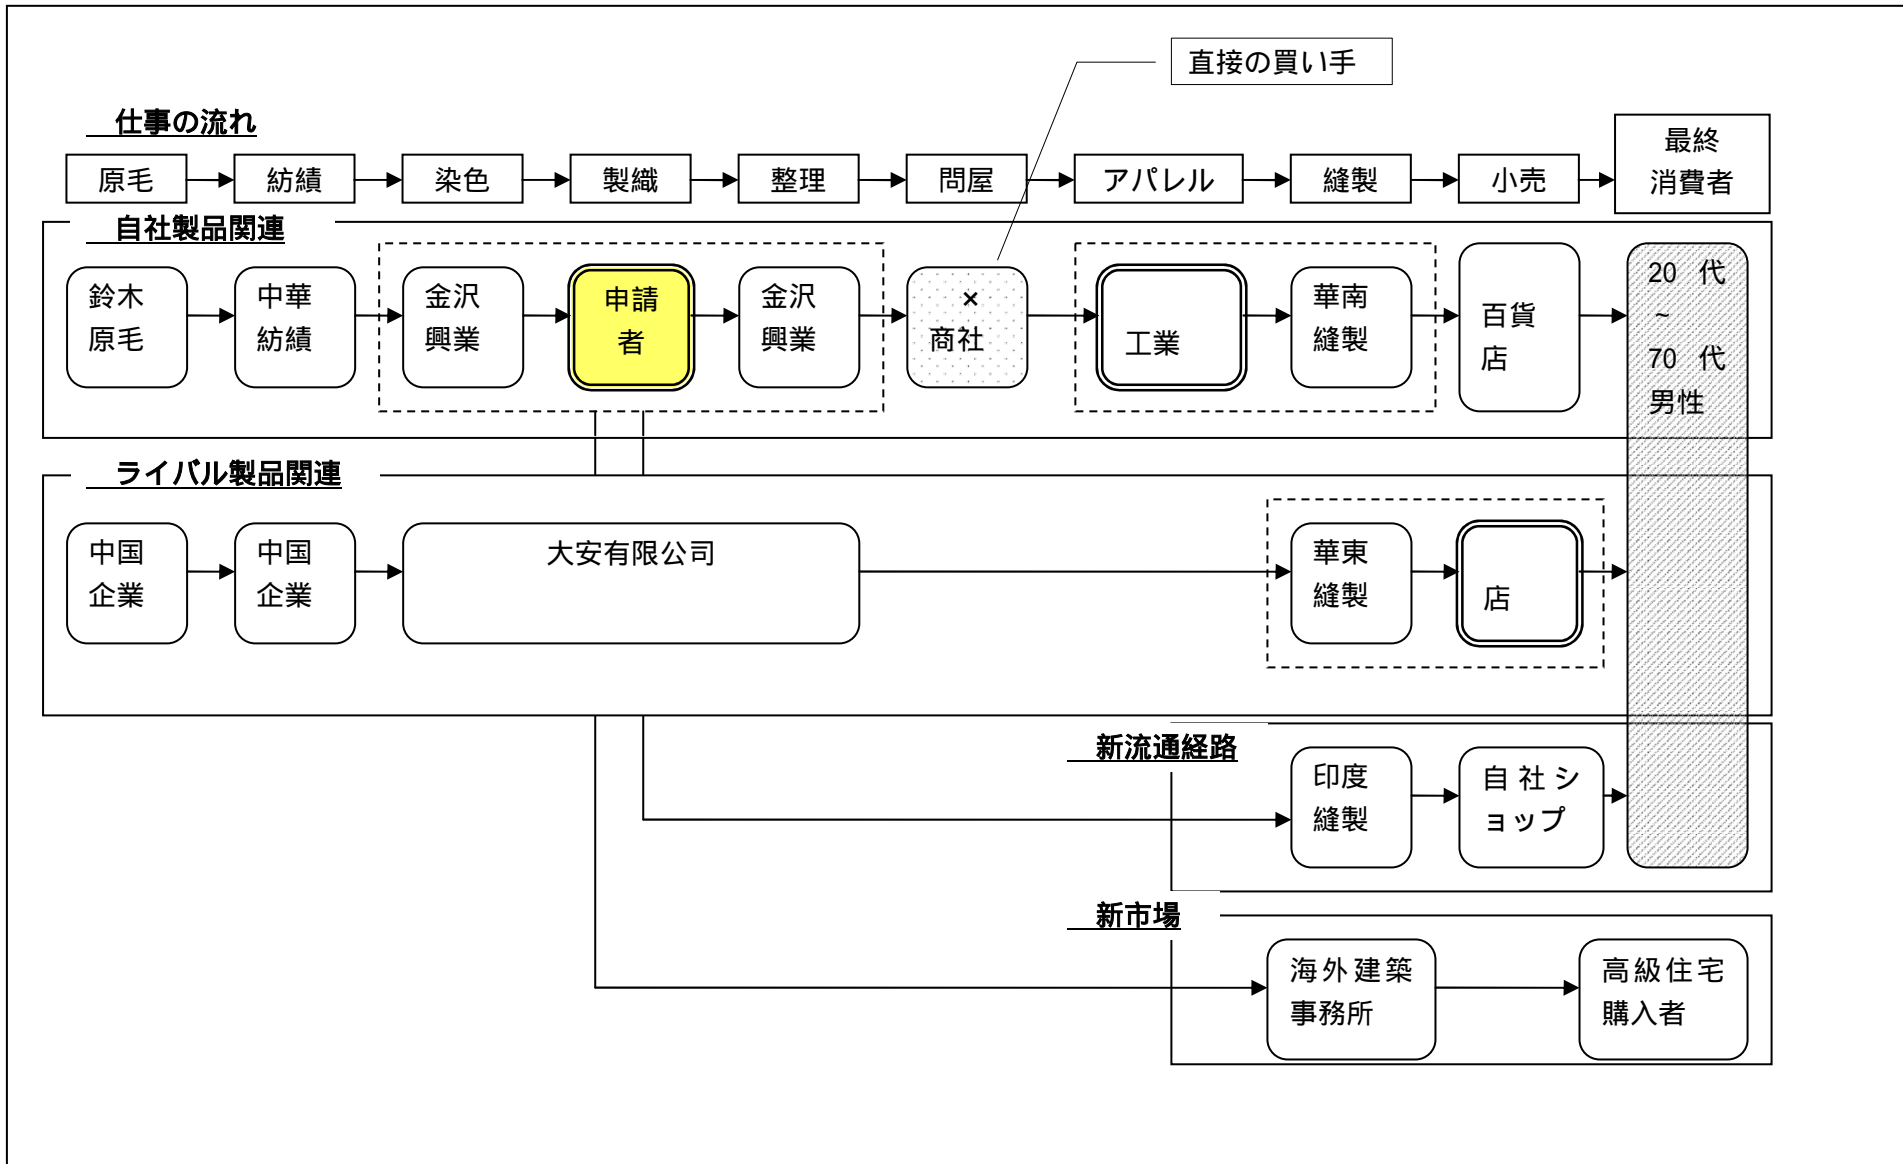 直接の買い手
仕事の流れ
原毛
紡績
染色
製織
整理
問屋
アパレル
縫製
小売
最終
消費者
自社製品関連
鈴木
原毛
中華
紡績
金沢
興業
申請
者
金沢
興業
×
商社
工業
華南
縫製
百貨
店
20 代
~
70 代
男性
ライバル製品関連
中国
企業
中国
企業
大安有限公司
華東
縫製
店
新流通経路
印度
縫製
自社シ
ョップ
新市場
海外建築
事務所
高級住宅
購入者